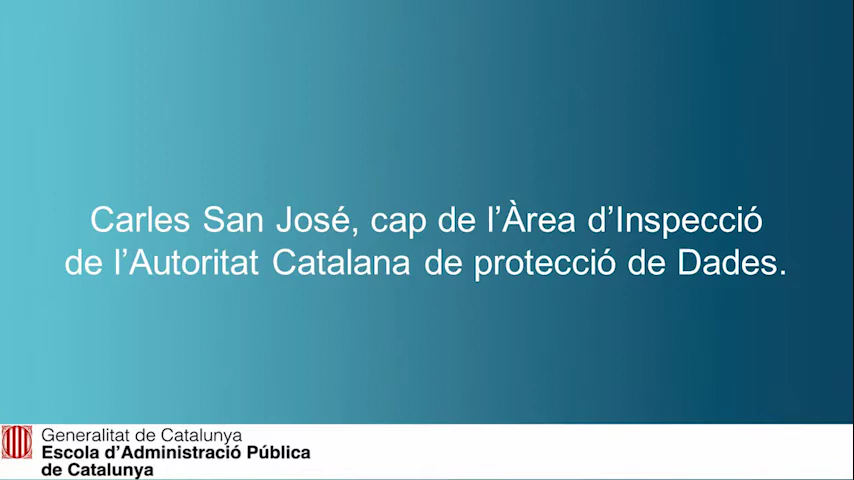 Carles San José, cap de l’Àrea d’Inspecció
de l’Autoritat Catalana de protecció de Dades.
Generalitat de Catalunya
Escola d’Administració Pública
de Catalunya